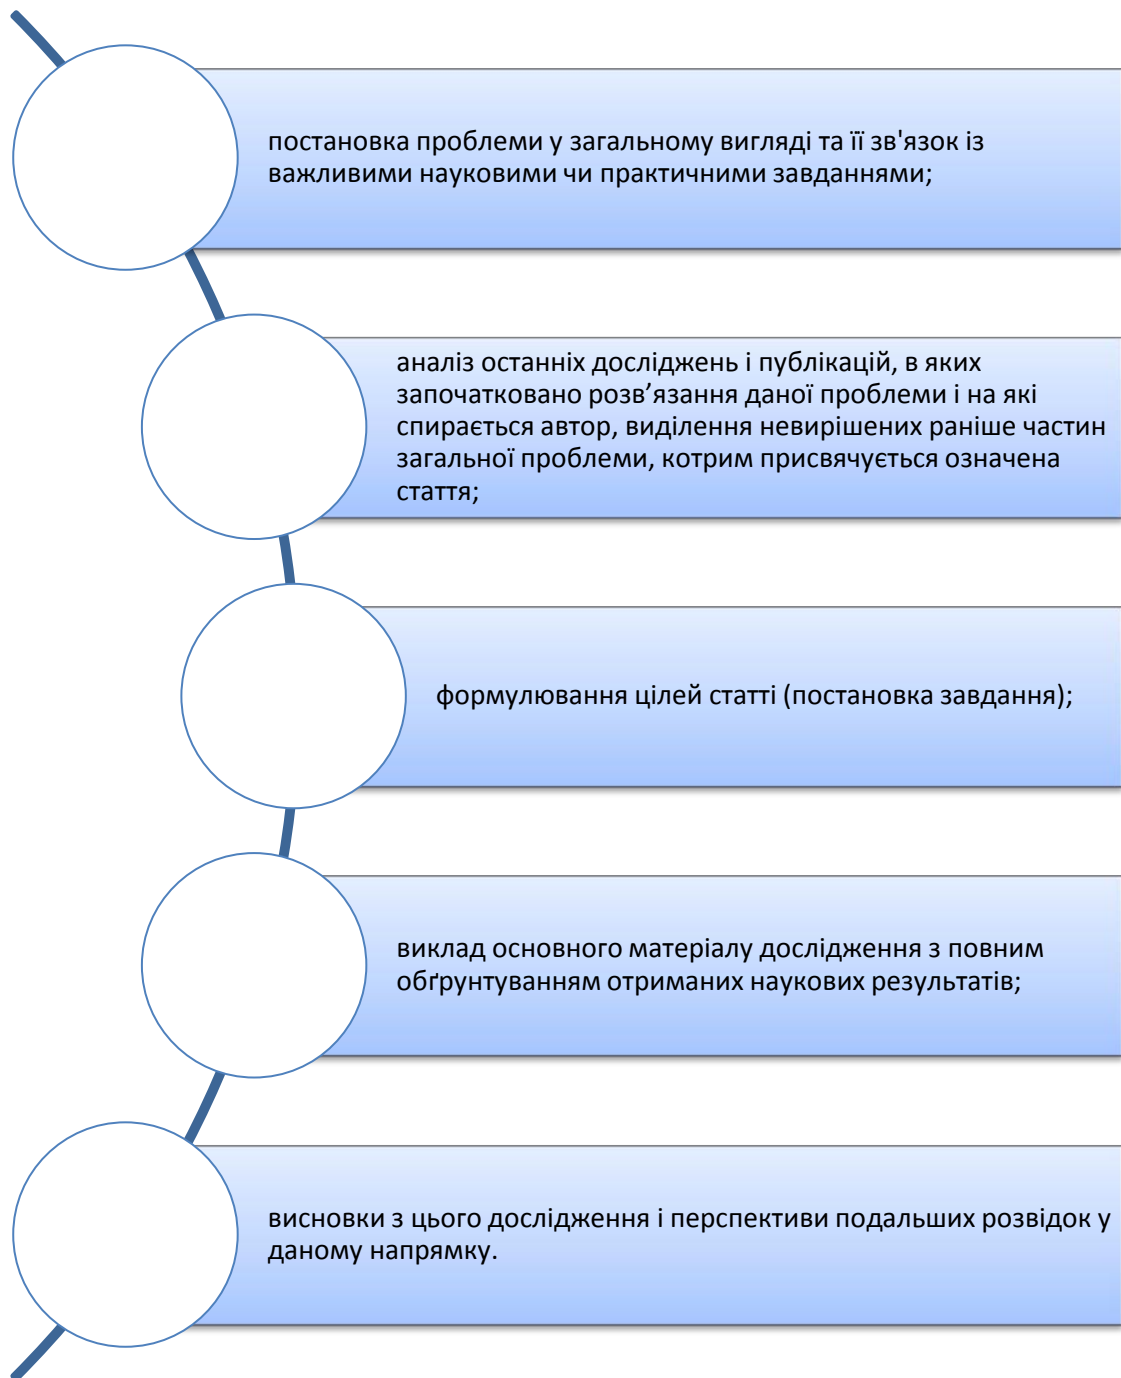 постановка проблеми у загальному вигляді та її зв'язок із
важливими науковими чи практичними завданнями;
аналіз останніх досліджень і публікацій, в яких
започатковано розв’язання даної проблеми і на які
спирається автор, виділення невирішених раніше частин
загальної проблеми, котрим присвячується означена
стаття;
формулювання цілей статті (постановка завдання);
виклад основного матеріалу дослідження з повним
обґрунтуванням отриманих наукових результатів;
висновки з цього дослідження і перспективи подальших розвідок у
даному напрямку.